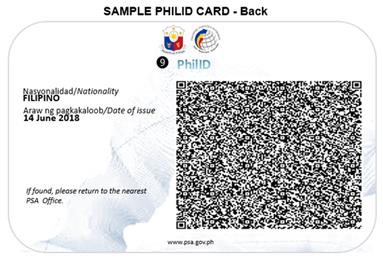 SAMPLE PHILID CARD - Back
9 PhilID
Nasyonalidad/Nationality
FILIPINO
Araw ng pagkakaloob/Date of issue
14 June 2018
If found, please return to the nearest
PSA Office.
www.psa.gov.ph